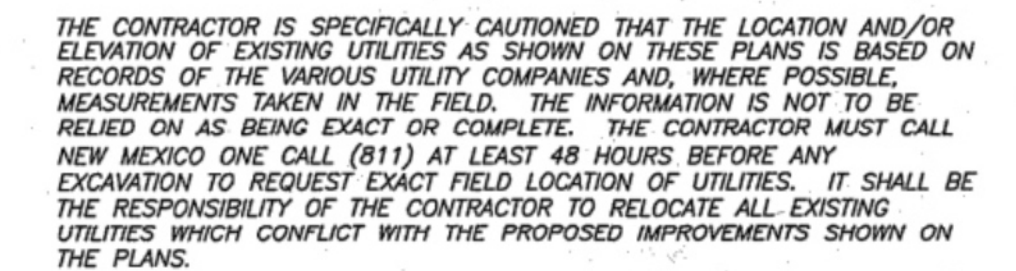 THE CONTRACTOR IS SPECIFICALLY CAUTIONED THAT THE LOCATION AND/OR
ELEVATION OF EXISTING UTILITIES AS SHOWN ON THESE PLANS IS BASED ON
RECORDS OF THE VARIOUS UTILITY COMPANIES AND, WHERE POSSIBLE,
MEASUREMENTS TAKEN IN THE FIELD. THE INFORMATION IS NOT TO BE
RELIED ON AS BEING EXACT OR COMPLETE. THE CONTRACTOR MUST CALL
NEW MEXICO ONE CALL (811) AT LEAST 48 HOURS BEFORE ANY
EXCAVATION TO REQUEST EXACT FIELD LOCATION OF UTILITIES. IT SHALL BE
THE RESPONSIBILITY OF THE CONTRACTOR TO RELOCATE ALL EXISTING
UTILITIES WHICH CONFLICT WITH THE PROPOSED IMPROVEMENTS SHOWN ON
THE PLANS.